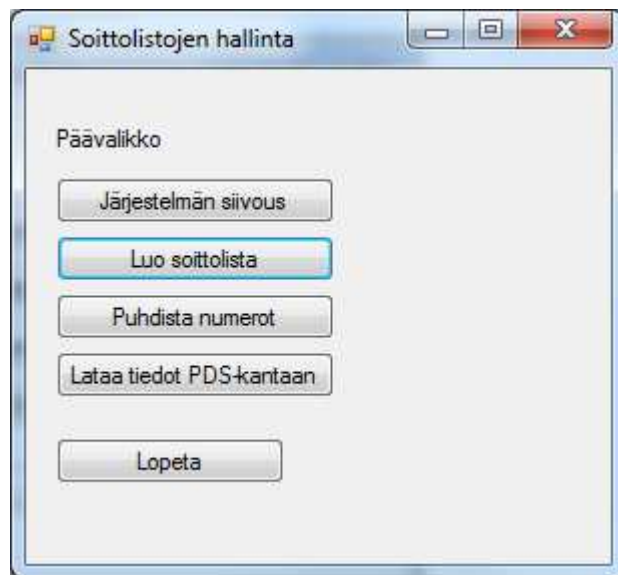 Soittolistojen hallinta
Päävalikko
Järjestelmän siivous
Luo soittolista
Puhdista numerot
Lataa tiedot PDS-kantaan
Lopeta